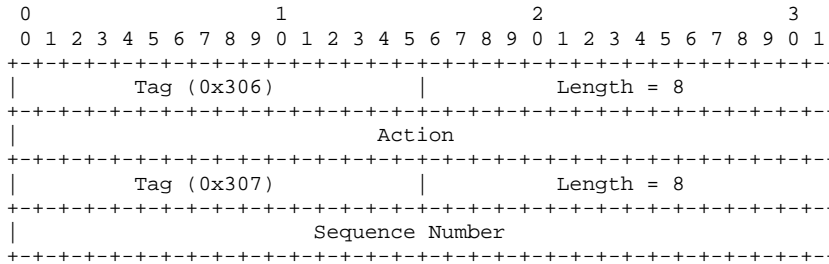 0                   1                   2                   3
 0 1 2 3 4 5 6 7 8 9 0 1 2 3 4 5 6 7 8 9 0 1 2 3 4 5 6 7 8 9 0 1
+-+-+-+-+-+-+-+-+-+-+-+-+-+-+-+-+-+-+-+-+-+-+-+-+-+-+-+-+-+-+-+-
|         Tag (0x306)           |          Length = 8
+-+-+-+-+-+-+-+-+-+-+-+-+-+-+-+-+-+-+-+-+-+-+-+-+-+-+-+-+-+-+-+-
|                            Action
+-+-+-+-+-+-+-+-+-+-+-+-+-+-+-+-+-+-+-+-+-+-+-+-+-+-+-+-+-+-+-+-
|         Tag (0x307)           |          Length = 8
+-+-+-+-+-+-+-+-+-+-+-+-+-+-+-+-+-+-+-+-+-+-+-+-+-+-+-+-+-+-+-+-
|                       Sequence Number
+-+-+-+-+-+-+-+-+-+-+-+-+-+-+-+-+-+-+-+-+-+-+-+-+-+-+-+-+-+-+-+-